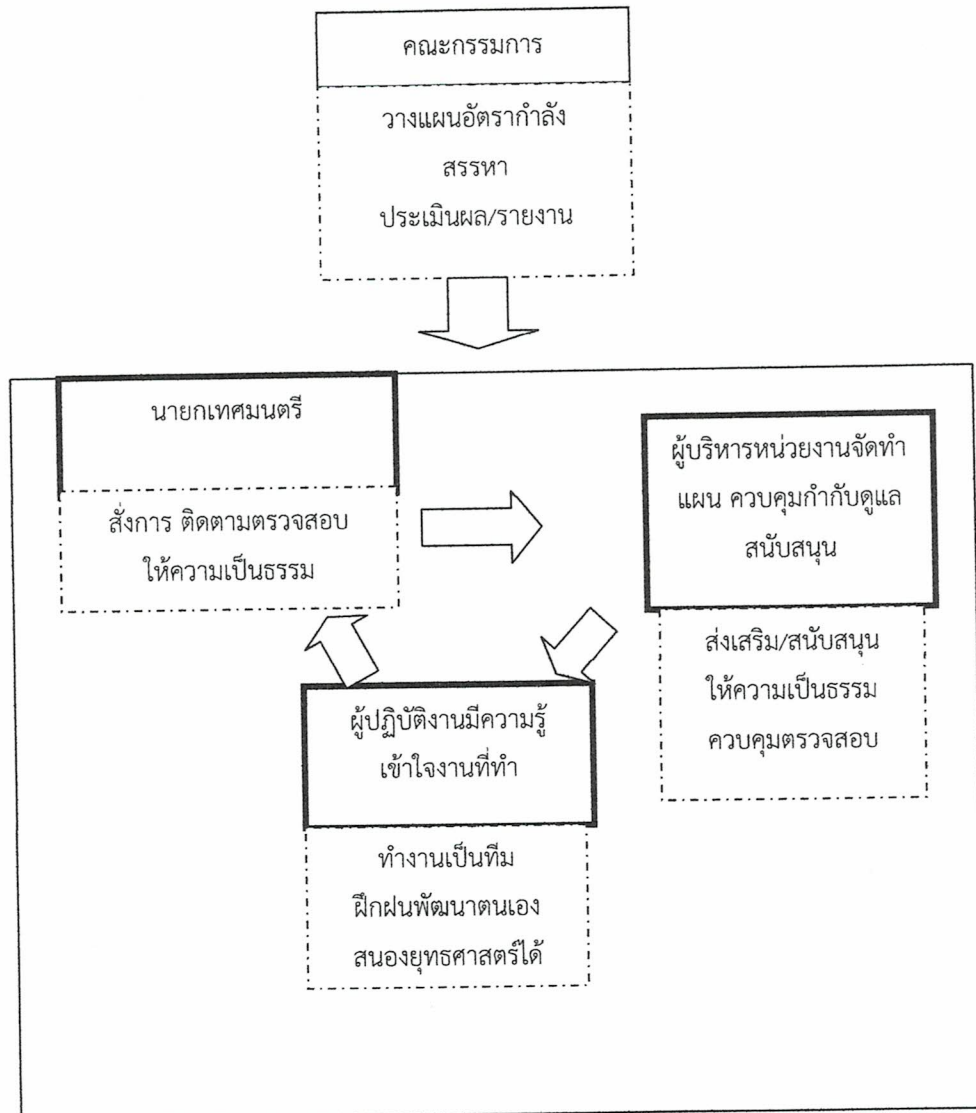 คณะกรรมการ
วางแผนอัตรากำลัง
สรรหา
ประเมินผล/รายงาน
นายกเทศมนตรี
สั่งการ ติดตามตรวจสอบ
ให้ความเป็นธรรม
ผู้บริหารหน่วยงานจัดทำ
แผน ควบคุมกำกับดูแล
สนับสนุน
ส่งเสริม/สนับสนุน
ให้ความเป็นธรรม
ควบคุมตรวจสอบ
ผู้ปฏิบัติงานมีความรู้
เข้าใจงานที่ทำ
ทำงานเป็นทีม
ฝึกฝนพัฒนาตนเอง
สนองยุทธศาสตร์ได้